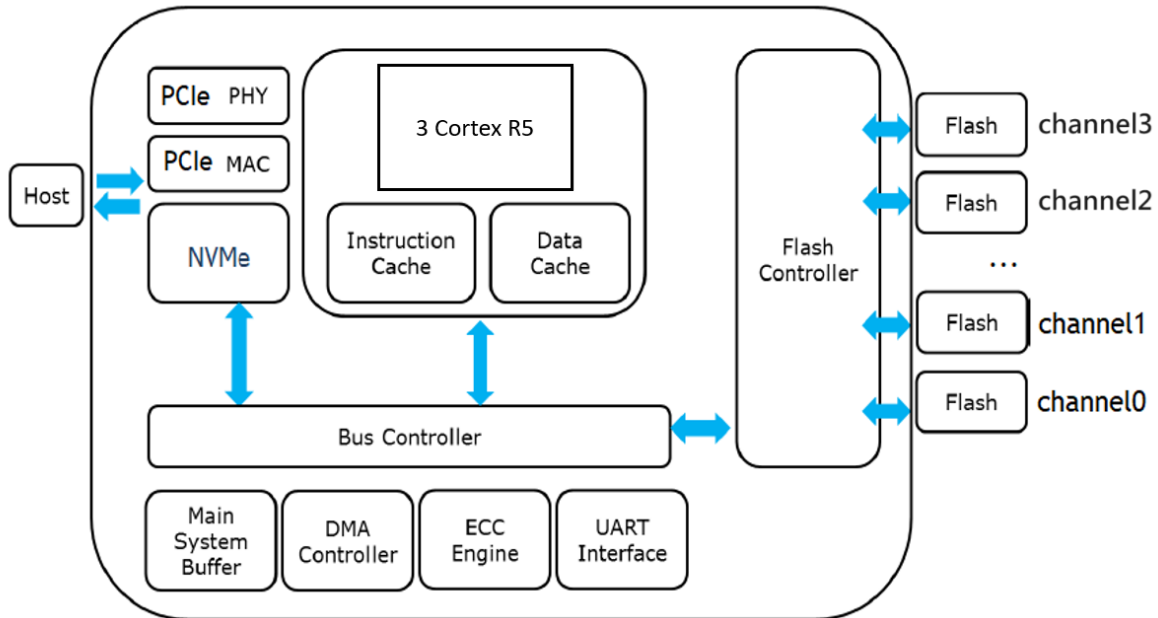 PCIe PHY
3 Cortex R5
PCIe MAC
Host
NVMe
Instruction
Cache
Data
Cache
Flash
Controller
Flash
channel3
Flash
channel2
...
Flash
channel1
Flash
channel0
Bus Controller
Main
System
Buffer
DMA
Controller
ECC
Engine
UART
Interface